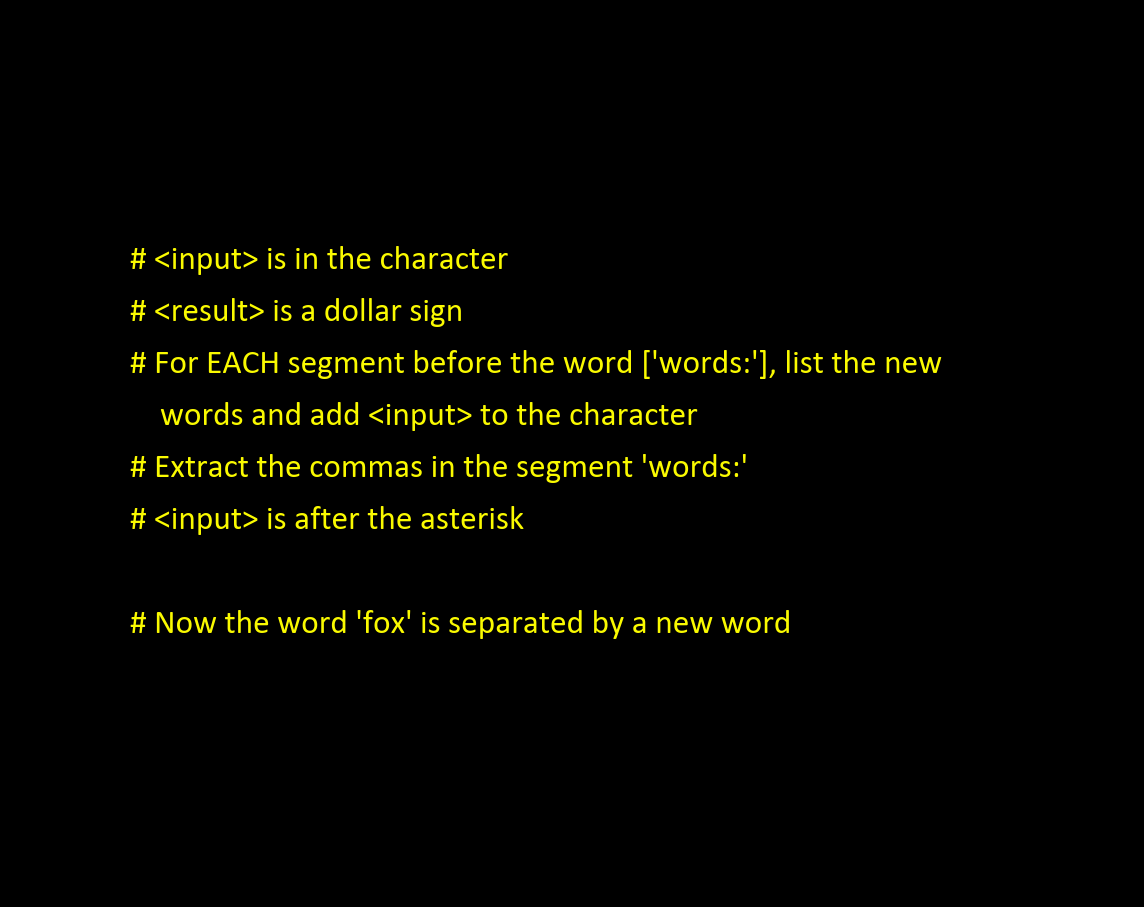 # <input> is in the character
# <result> is a dollar sign
# For EACH segment before the word ['words:'], list the new
words and add <input> to the character
# Extract the commas in the segment 'words:'
# <input> is after the asterisk
# Now the word 'fox' is separated by a new word